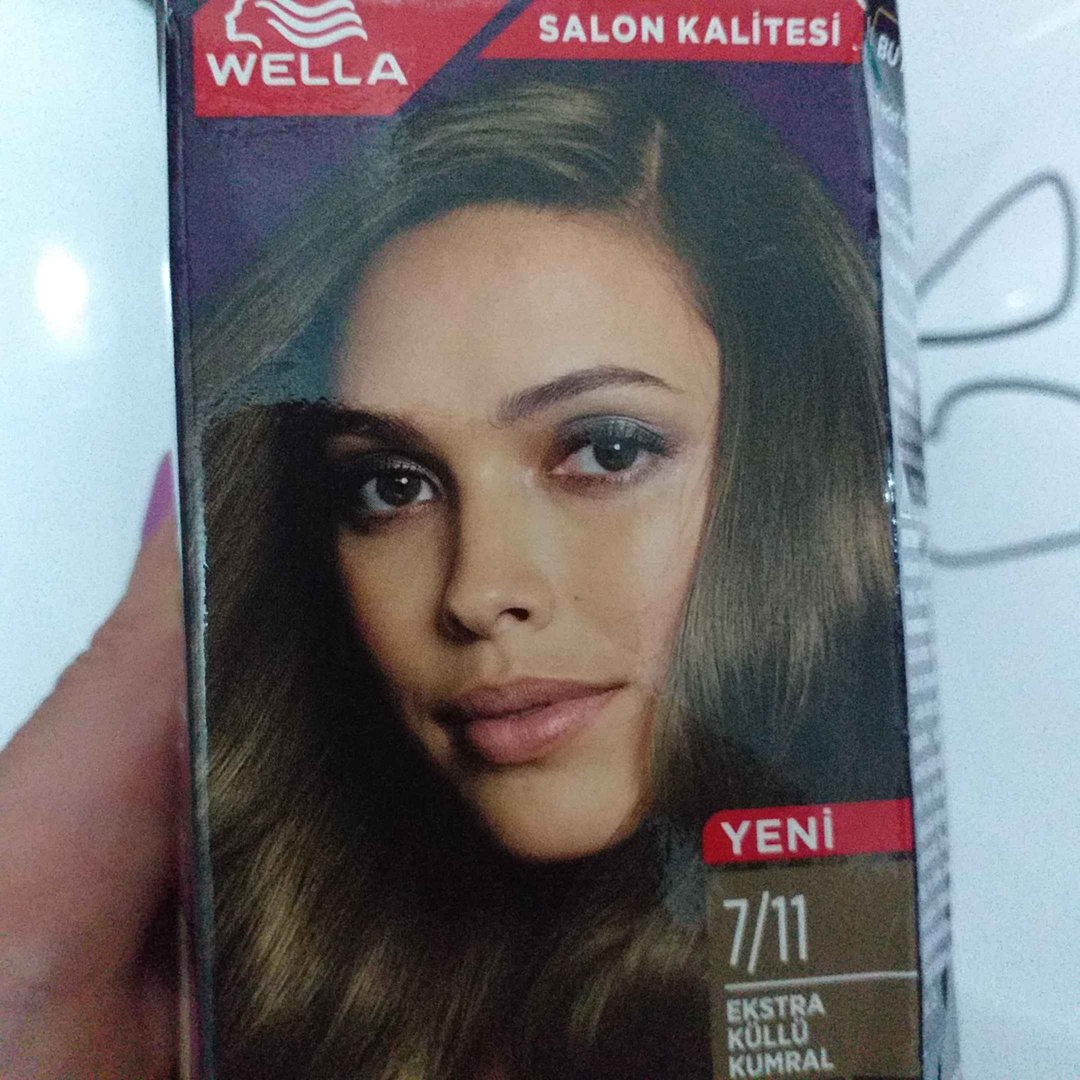 WELLA
SALON KALİTESİ
YENİ
7/11
EKSTRA
KÜLLÜ
KUMRAL